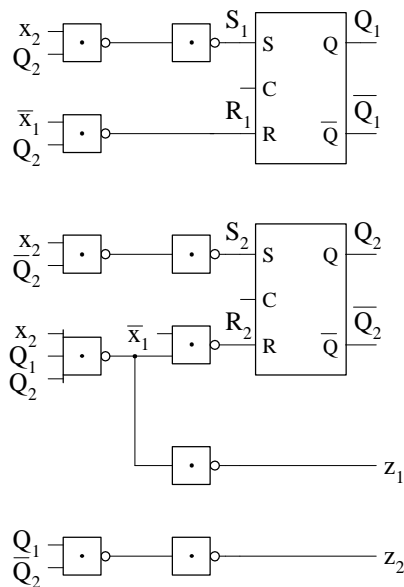 x₂ S₁ Q₁
Q₂ S Q
C
x̄₁ R₁ Q̄₁
Q₂ R Q̄
x₂ S₂ Q₂
Q̄₂ S Q
C
x₂ x̄₁ R₂ Q̄₂
Q₁ R Q̄
Q₂
z₁
Q₁
Q̄₂ z₂